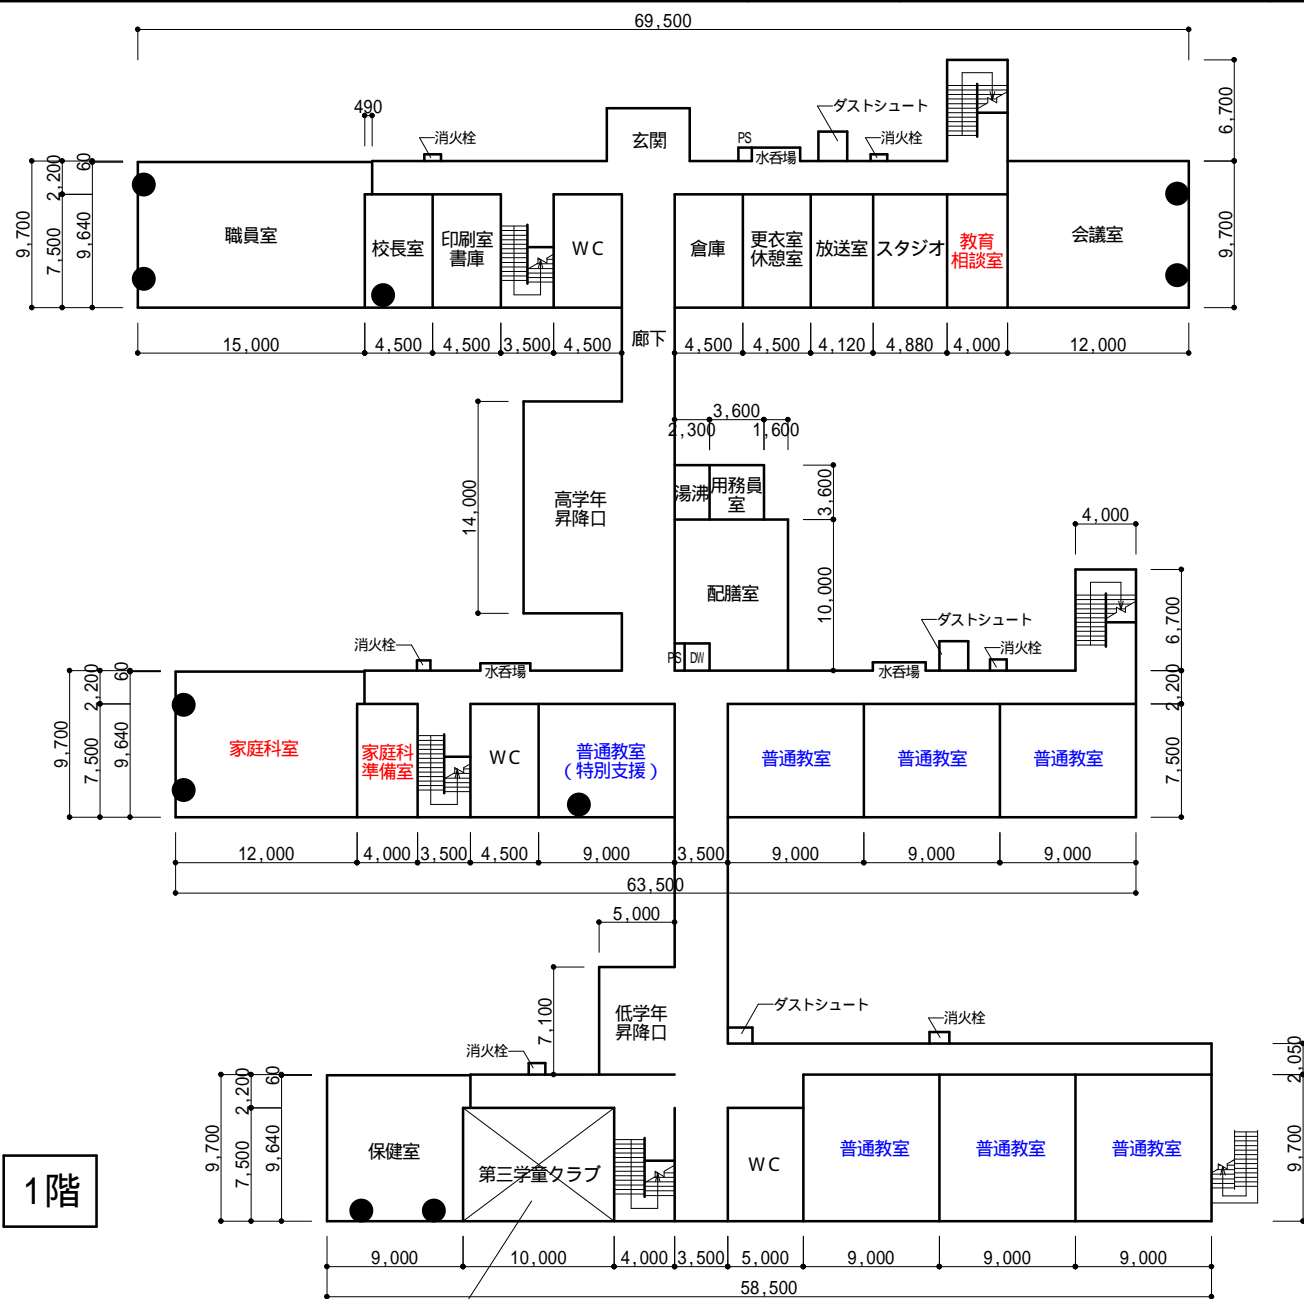 69,500
490
消火栓
玄関
PS
水呑場
ダストシュート
消火栓
6,700
9,700
2,200
7,500
60
9,640
職員室
校長室
印刷室
書庫
WC
倉庫
更衣室
休憩室
放送室
スタジオ
教育
相談室
会議室
9,700
15,000
4,500
4,500
3,500
4,500
廊下
4,500
4,500
4,120
4,880
4,000
12,000
14,000
高学年
昇降口
3,600
2,300
1,600
湯沸
用務員
室
3,600
配膳室
10,000
PS
DW
4,000
6,700
消火栓
水呑場
水呑場
ダストシュート
消火栓
9,700
2,200
7,500
60
9,640
家庭科室
家庭科
準備室
WC
普通教室
(特別支援)
普通教室
普通教室
普通教室
2,200
7,500
12,000
4,000
3,500
4,500
9,000
3,500
9,000
9,000
9,000
63,500
5,000
7,100
低学年
昇降口
ダストシュート
消火栓
消火栓
9,700
2,200
7,500
60
9,640
保健室
第三学童クラブ
WC
普通教室
普通教室
普通教室
2,050
9,700
1階
9,000
10,000
4,000
3,500
5,000
9,000
9,000
9,000
58,500